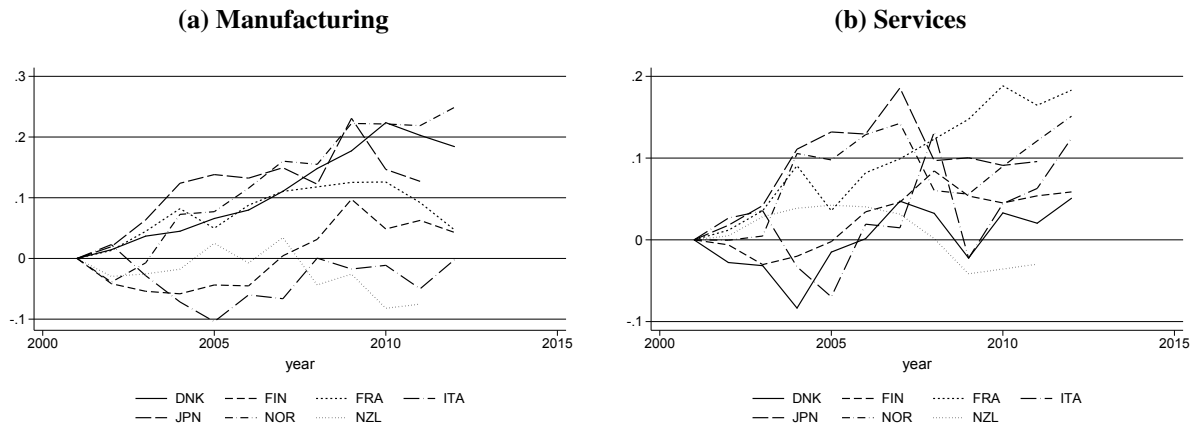 (a) Manufacturing
.3
.2
.1
0
-.1
2000 2005 2010 2015
year
DNK FIN FRA ITA
JPN NOR NZL
(b) Services
.2
.1
0
-.1
2000 2005 2010 2015
year
DNK FIN FRA ITA
JPN NOR NZL